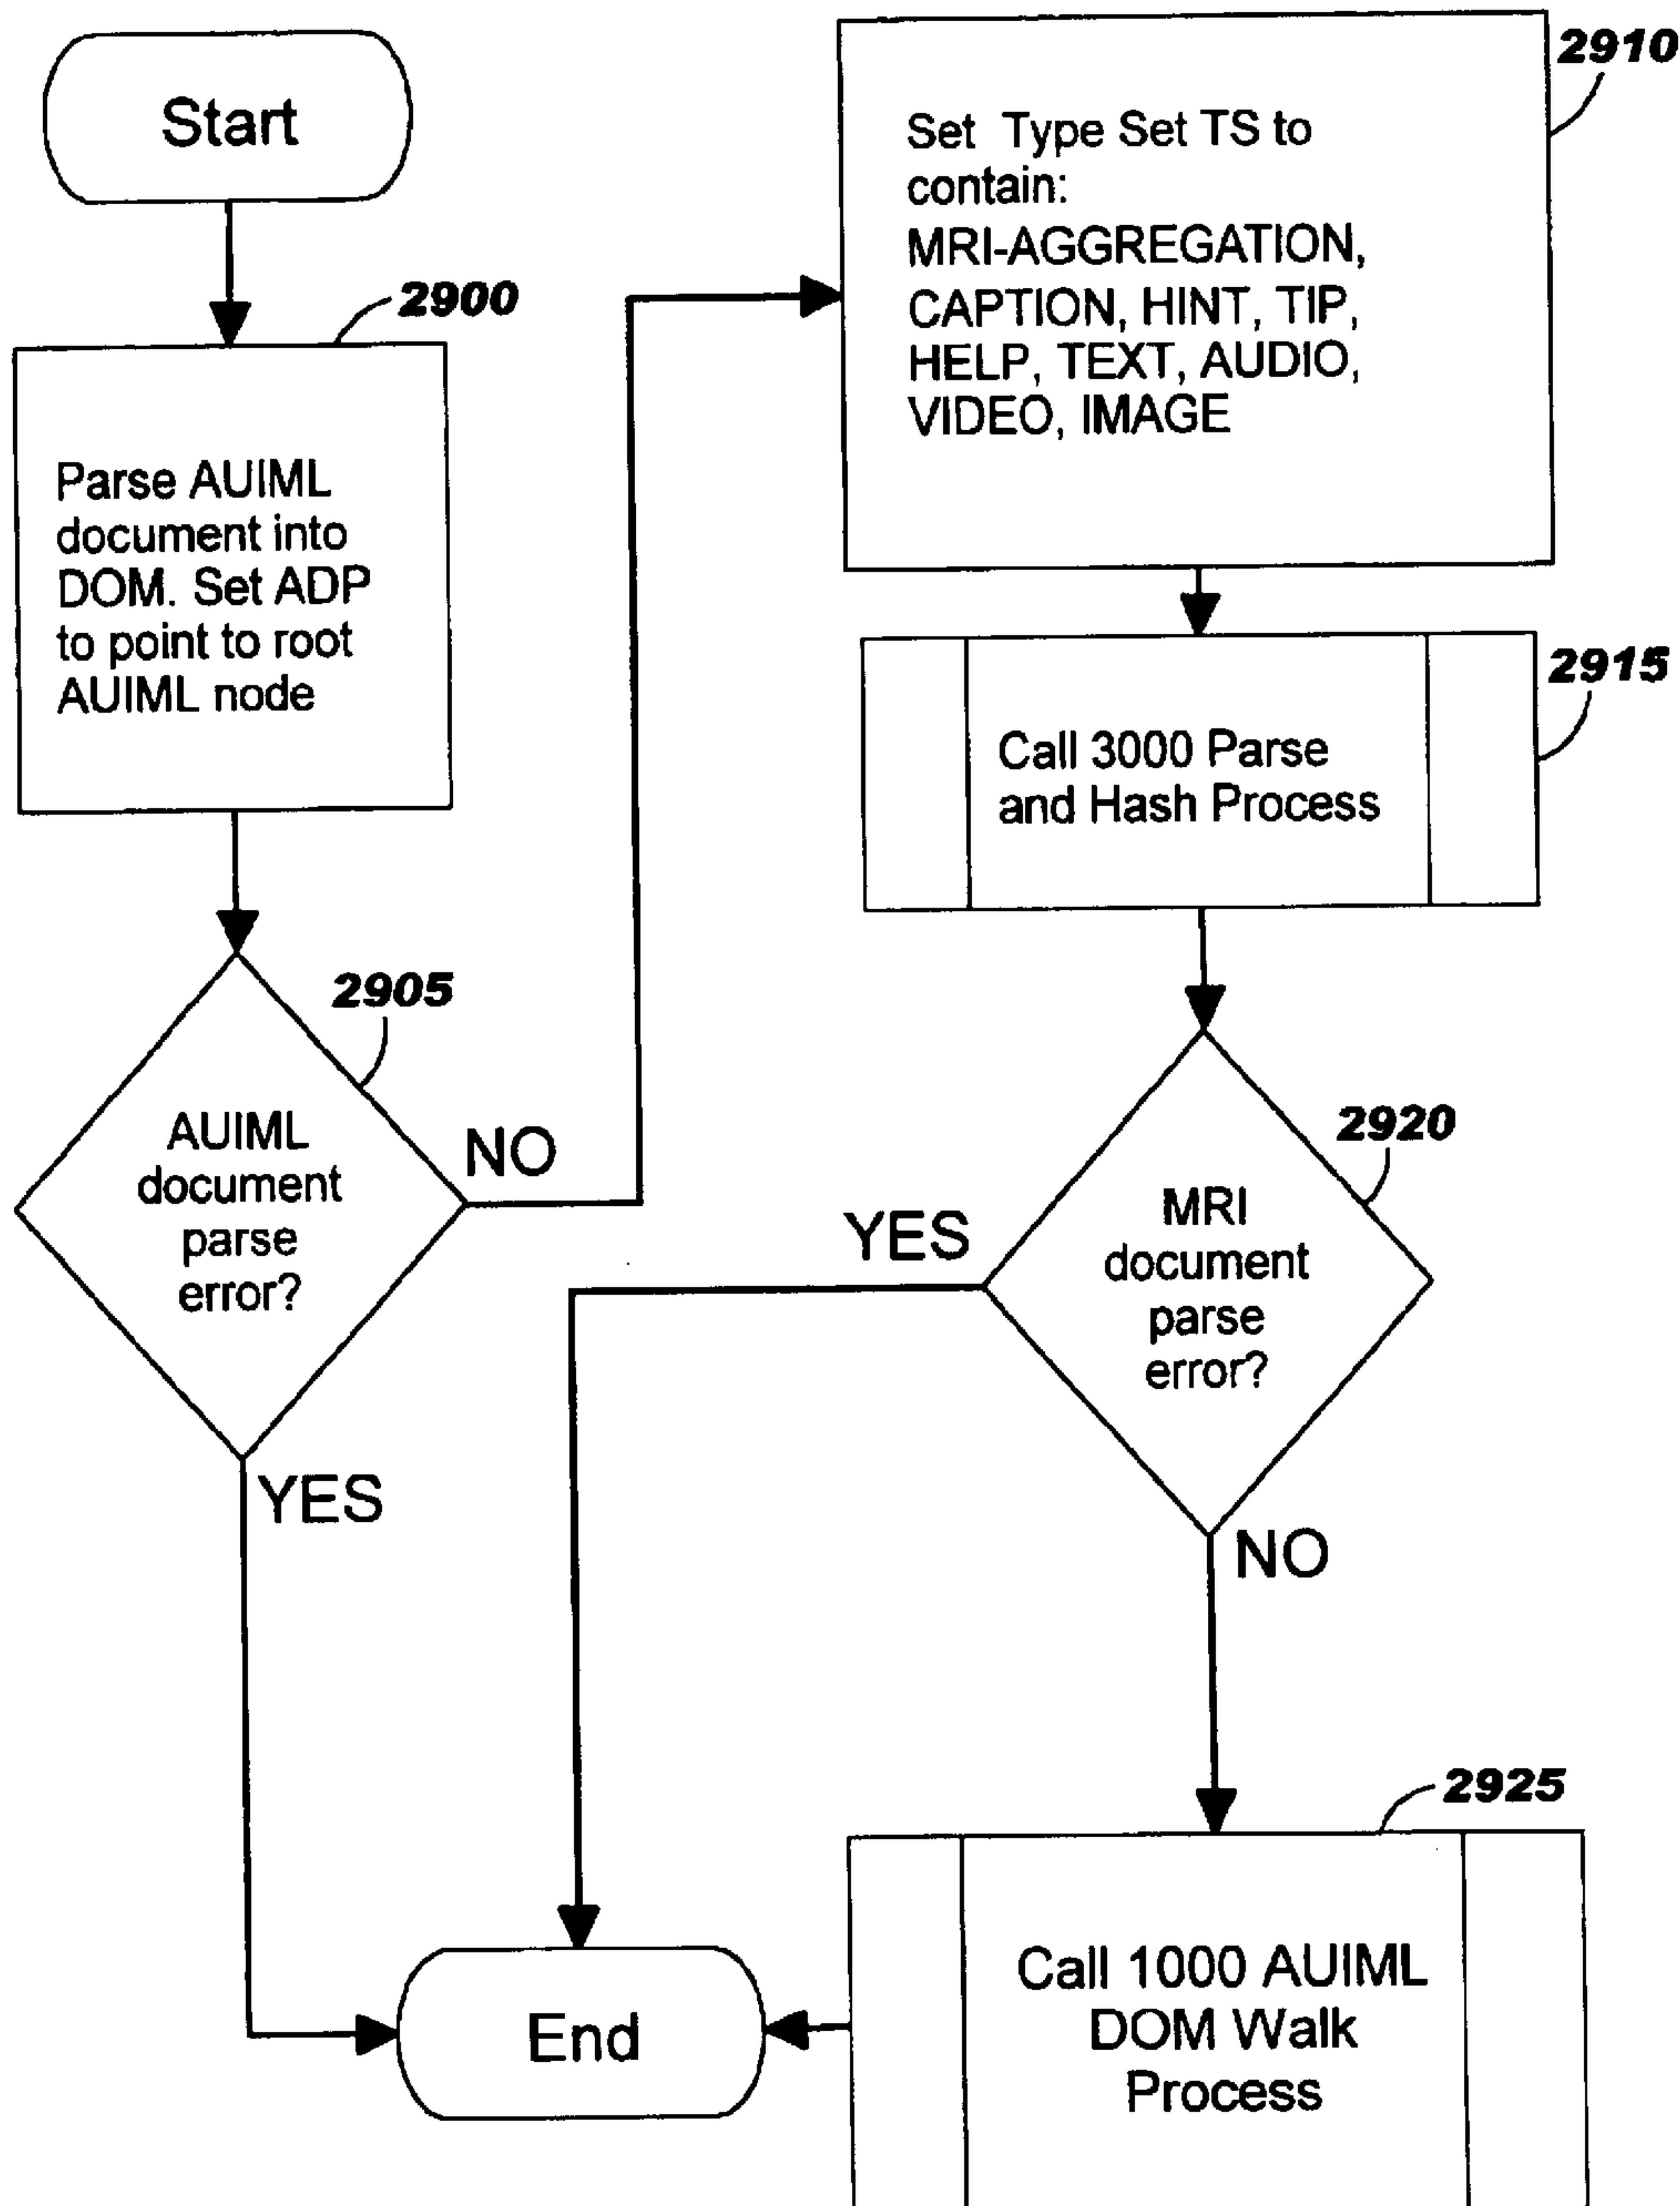 Start
2900
Parse AUIML
document into
DOM. Set ADP
to point to root
AUIML node
2905
AUIML
document
parse
error?
NO
YES
2910
Set Type Set TS to
contain:
MRI-AGGREGATION,
CAPTION, HINT, TIP,
HELP, TEXT, AUDIO,
VIDEO, IMAGE
2915
Call 3000 Parse
and Hash Process
2920
MRI
document
parse
error?
YES
NO
2925
Call 1000 AUIML
DOM Walk
Process
End